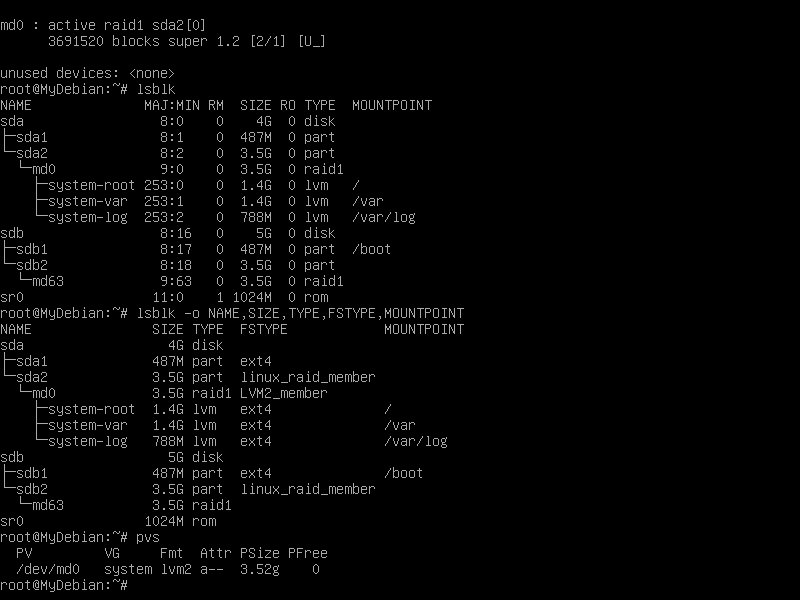 md0 : active raid1 sda2[0]
      3691520 blocks super 1.2 [2/1] [U_]

unused devices: <none>
root@MyDebian:~# lsblk
NAME              MAJ:MIN RM  SIZE RO TYPE  MOUNTPOINT
sda                 8:0    0    4G  0 disk
├─sda1              8:1    0  487M  0 part
└─sda2              8:2    0  3.5G  0 part
  └─md0             9:0    0  3.5G  0 raid1
    ├─system-root 253:0    0  1.4G  0 lvm   /
    ├─system-var  253:1    0  1.4G  0 lvm   /var
    └─system-log  253:2    0  788M  0 lvm   /var/log
sdb                 8:16   0    5G  0 disk
├─sdb1              8:17   0  487M  0 part  /boot
└─sdb2              8:18   0  3.5G  0 part
  └─md63            9:63   0  3.5G  0 raid1
sr0                11:0    1 1024M  0 rom
root@MyDebian:~# lsblk -o NAME,SIZE,TYPE,FSTYPE,MOUNTPOINT
NAME               SIZE TYPE  FSTYPE            MOUNTPOINT
sda                  4G disk
├─sda1             487M part  ext4
└─sda2             3.5G part  linux_raid_member
  └─md0            3.5G raid1 LVM2_member
    ├─system-root  1.4G lvm   ext4              /
    ├─system-var   1.4G lvm   ext4              /var
    └─system-log   788M lvm   ext4              /var/log
sdb                  5G disk
├─sdb1             487M part  ext4              /boot
└─sdb2             3.5G part  linux_raid_member
  └─md63           3.5G raid1
sr0               1024M rom
root@MyDebian:~# pvs
  PV         VG     Fmt  Attr PSize PFree
  /dev/md0   system lvm2 a--  3.52g    0
root@MyDebian:~#